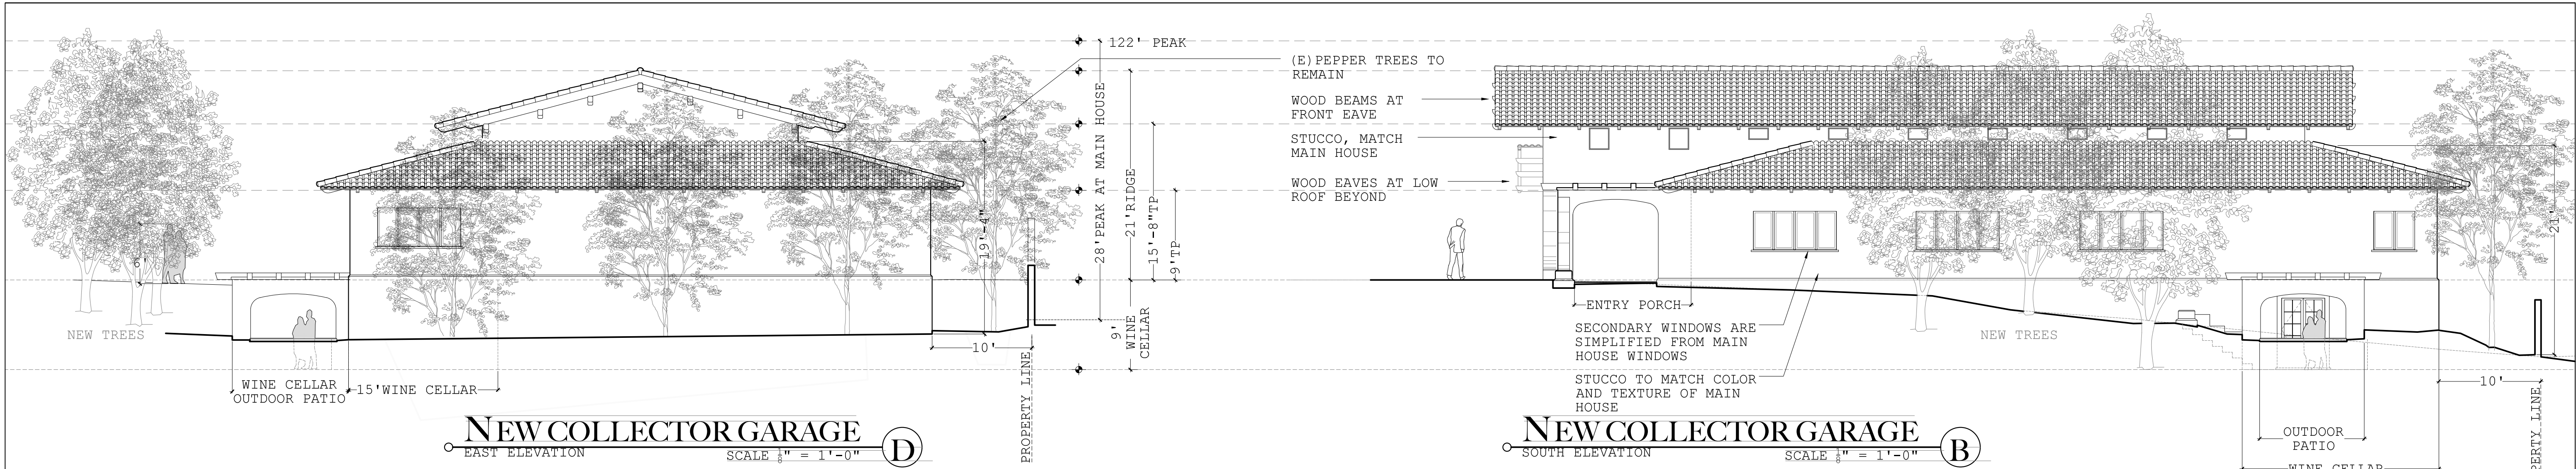 122' PEAK
(E)PEPPER TREES TO
REMAIN
WOOD BEAMS AT
FRONT EAVE
STUCCO, MATCH
MAIN HOUSE
WOOD EAVES AT LOW
ROOF BEYOND
28'PEAK AT MAIN HOUSE
21'RIDGE
15'-8"TP
9'TP
19'-4"
6'
NEW TREES
9'
WINE
CELLAR
10'
PROPERTY LINE
WINE CELLAR
OUTDOOR PATIO
15'WINE CELLAR
NEW COLLECTOR GARAGE
EAST ELEVATION
SCALE 1/8" = 1'-0"
D
21'
ENTRY PORCH
SECONDARY WINDOWS ARE
SIMPLIFIED FROM MAIN
HOUSE WINDOWS
STUCCO TO MATCH COLOR
AND TEXTURE OF MAIN
HOUSE
NEW TREES
10'
OUTDOOR
PATIO
WINE CELLAR
PERTY LINE
NEW COLLECTOR GARAGE
SOUTH ELEVATION
SCALE 1/8" = 1'-0"
B